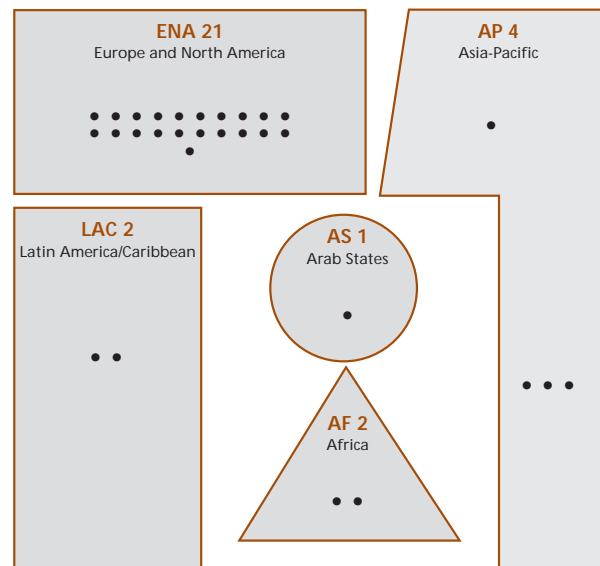 ENA 21
Europe and North America
AP 4
Asia-Pacific
LAC 2
Latin America/Caribbean
AS 1
Arab States
AF 2
Africa